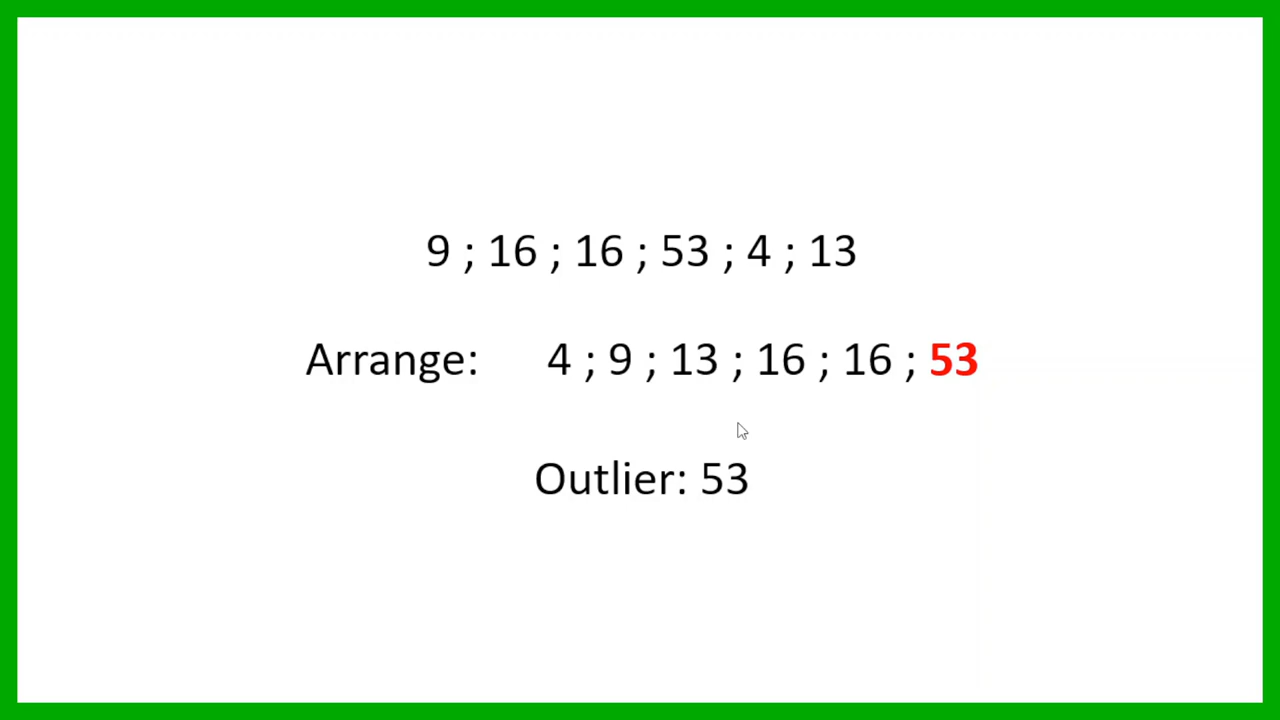 9 ; 16 ; 16 ; 53 ; 4 ; 13
Arrange: 4 ; 9 ; 13 ; 16 ; 16 ; 53
Outlier: 53